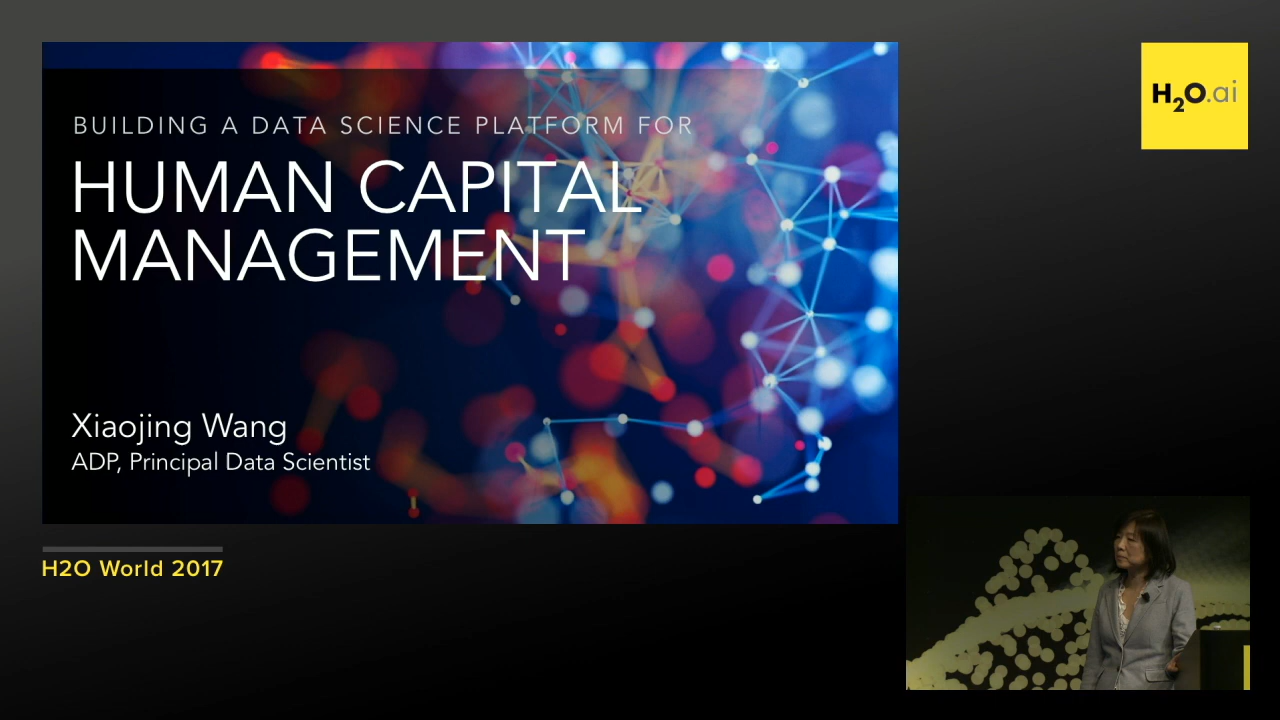 BUILDING A DATA SCIENCE PLATFORM FOR
HUMAN CAPITAL
MANAGEMENT
Xiaojing Wang
ADP, Principal Data Scientist
H2O.ai
H2O World 2017